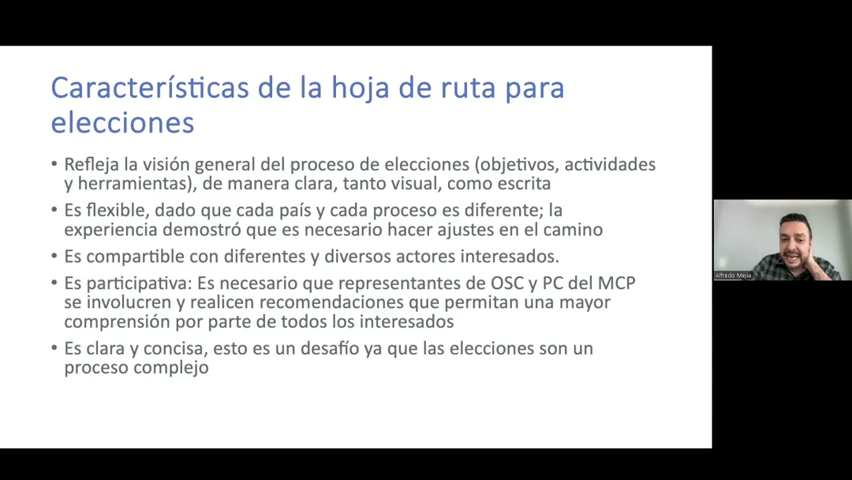 Características de la hoja de ruta para
elecciones
• Refleja la visión general del proceso de elecciones (objetivos, actividades
y herramientas), de manera clara, tanto visual, como escrita
• Es flexible, dado que cada país y cada proceso es diferente; la
experiencia demostró que es necesario hacer ajustes en el camino
• Es compartible con diferentes y diversos actores interesados.
• Es participativa: Es necesario que representantes de OSC y PC del MCP
se involucren y realicen recomendaciones que permitan una mayor
comprensión por parte de todos los interesados
• Es clara y concisa, esto es un desafío ya que las elecciones son un
proceso complejo
Alfredo Mejia